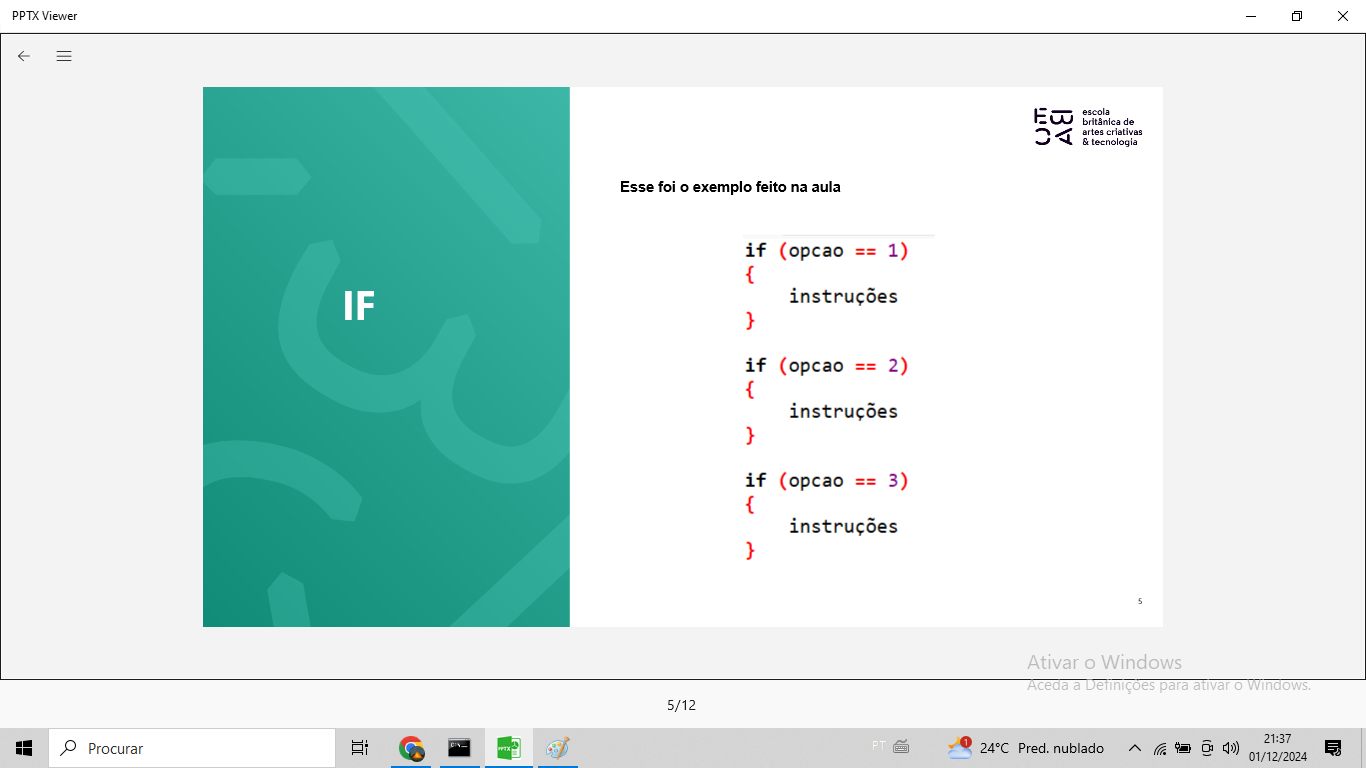 PPTX Viewer
escola
britânica de
artes criativas
& tecnologia
Esse foi o exemplo feito na aula
IF
if (opcao == 1)
{
instruções
}
if (opcao == 2)
{
instruções
}
if (opcao == 3)
{
instruções
}
5
Ativar o Windows
Aceda a Definições para ativar o Windows.
5/12
Procurar
PPTX
PT
1
24°C Pred. nublado
21:37
01/12/2024